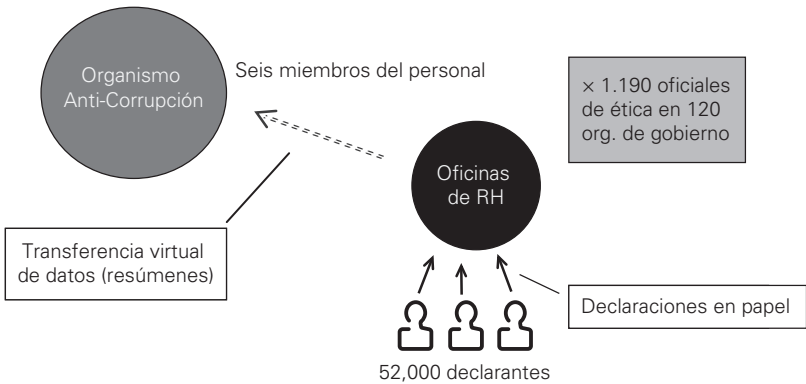 Organismo
Anti-Corrupción
Seis miembros del personal
× 1.190 oficiales
de ética en 120
org. de gobierno
Oficinas
de RH
Transferencia virtual
de datos (resúmenes)
Declaraciones en papel
52,000 declarantes